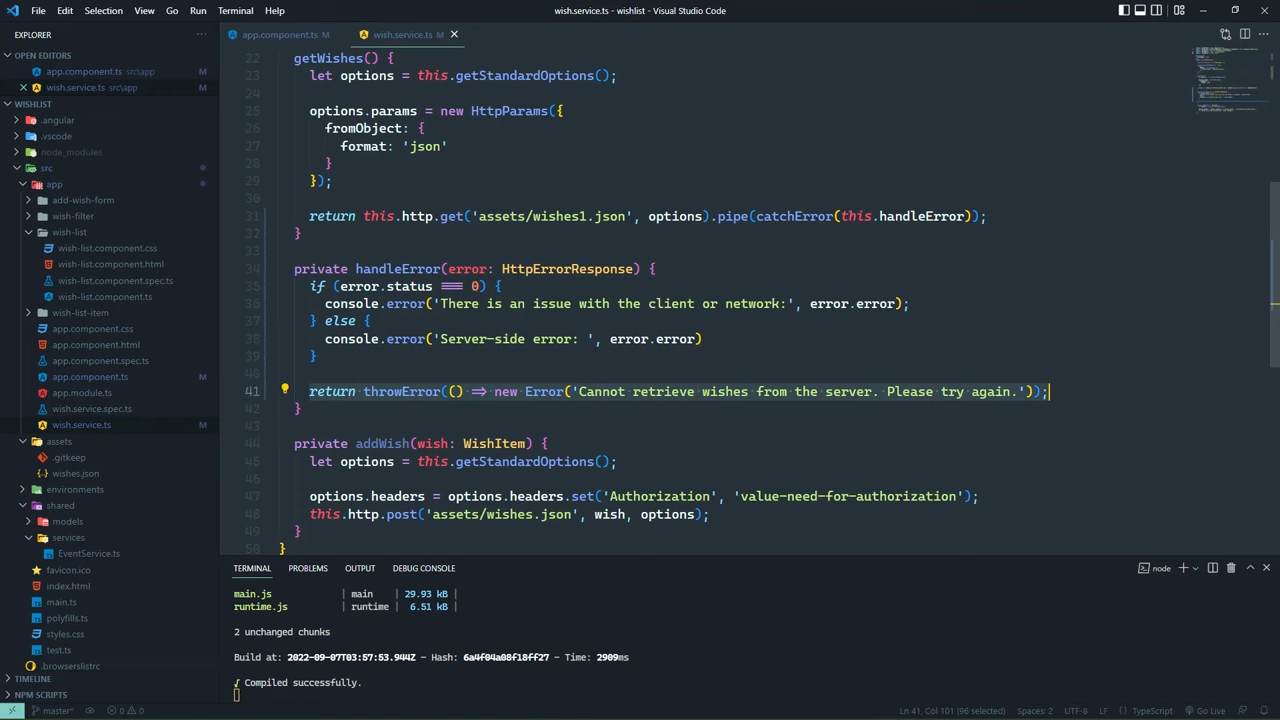 File Edit Selection View Go Run Terminal Help
wish.service.ts - wishlist - Visual Studio Code
EXPLORER
OPEN EDITORS
app.component.ts src\app M
wish.service.ts src\app M
WISHLIST
.angular
.vscode
node_modules
src
app
add-wish-form
wish-filter
wish-list
wish-list.component.css
wish-list.component.html
wish-list.component.spec.ts
wish-list.component.ts
wish-list-item
app.component.css
app.component.html
app.component.spec.ts
app.component.ts M
app.module.ts
wish.service.spec.ts
wish.service.ts M
assets
.gitkeep
wishes.json
environments
shared
models
services
EventService.ts
favicon.ico
index.html
main.ts
polyfills.ts
styles.css
test.ts
.browserslistrc
TIMELINE
NPM SCRIPTS
app.component.ts M
wish.service.ts M
22 getWishes() {
23 let options = this.getStandardOptions();
24
25 options.params = new HttpParams({
26 fromObject: {
27 format: 'json'
28 }
29 });
30
31 return this.http.get('assets/wishes1.json', options).pipe(catchError(this.handleError));
32 }
33
34 private handleError(error: HttpErrorResponse) {
35 if (error.status === 0) {
36 console.error('There is an issue with the client or network:', error.error);
37 } else {
38 console.error('Server-side error: ', error.error)
39 }
40
41 return throwError(() => new Error('Cannot retrieve wishes from the server. Please try again.'));
42 }
43
44 private addWish(wish: WishItem) {
45 let options = this.getStandardOptions();
46
47 options.headers = options.headers.set('Authorization', 'value-need-for-authorization');
48 this.http.post('assets/wishes.json', wish, options);
49 }
50 }
TERMINAL PROBLEMS OUTPUT DEBUG CONSOLE
node
main.js | main | 29.93 kB |
runtime.js | runtime | 6.51 kB |
2 unchanged chunks
Build at: 2022-09-07T03:57:53.944Z - Hash: 6a4f04a08f18ff27 - Time: 2909ms
√ Compiled successfully.
master* 0 0
Ln 41, Col 101 (96 selected) Spaces: 2 UTF-8 LF {} TypeScript Go Live